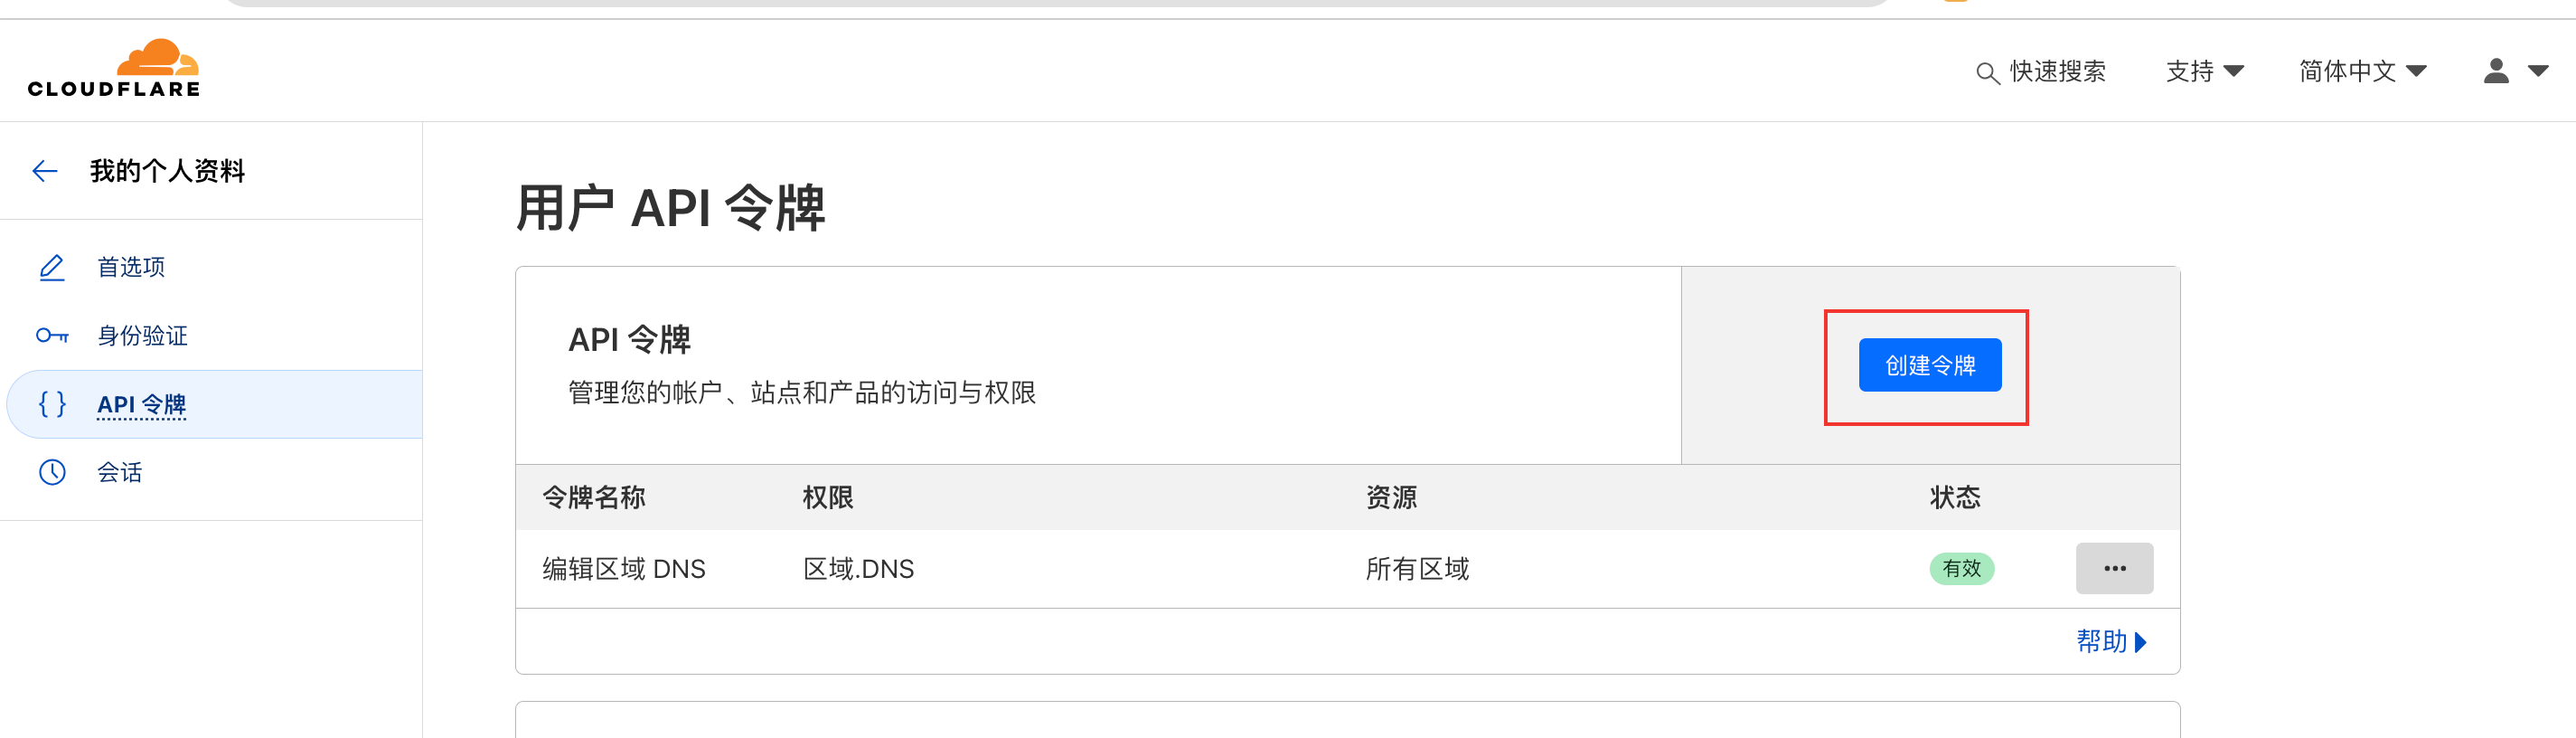 CLOUDFLARE
快速搜索
支持
简体中文
我的个人资料
首选项
身份验证
API 令牌
会话
用户 API 令牌
API 令牌
管理您的帐户、站点和产品的访问与权限
创建令牌
令牌名称 权限 资源 状态
编辑区域 DNS 区域.DNS 所有区域 有效
帮助